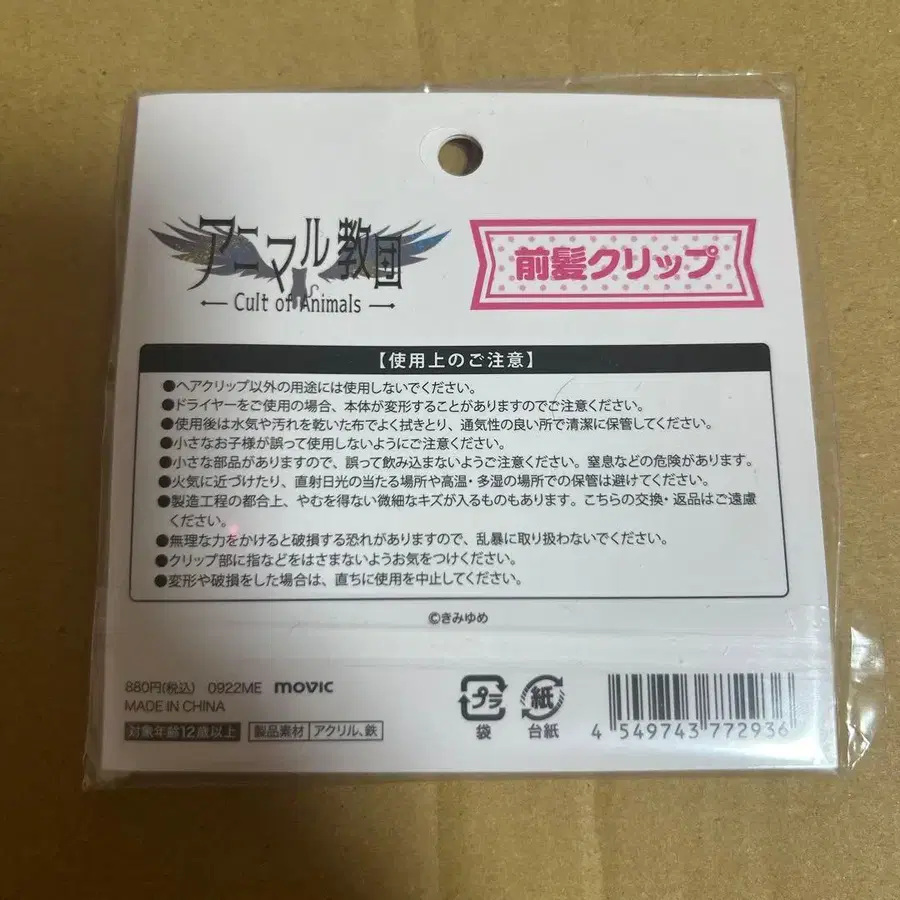 アニマル教団
Cult of Animals
前髪クリップ
【使用上のご注意】
●ヘアクリップ以外の用途には使用しないでください。
●ドライヤーをご使用の場合、本体が変形することがありますのでご注意ください。
●使用後は水気や汚れを乾いた布でよく拭きとり、通気性の良い所で清潔に保管してください。
●小さなお子様が誤って使用しないようにご注意ください。
●小さな部品がありますので、誤って飲み込まないようご注意ください。窒息などの危険があります。
●火気に近づけたり、直射日光の当たる場所や高温・多湿の場所での保管は避けてください。
●製造工程の都合上、やむを得ない微細なキズが入るものもあります。こちらの交換・返品はご遠慮
ください。
●無理な力をかけると破損する恐れがありますので、乱暴に取り扱わないでください。
●クリップ部に指などをはさまないようお気をつけください。
●変形や破損をした場合は、直ちに使用を中止してください。
©きみゆめ
880円(税込) 0922ME movic
MADE IN CHINA
対象年齢12歳以上 製品素材 アクリル、鉄
プラ 紙
袋 台紙
4 549743 772936